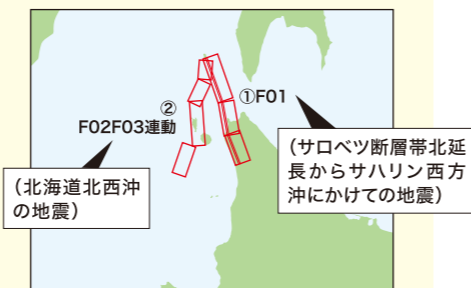 ①F01
②
F02F03連動
(サロベツ断層帯北延
長からサハリン西方
沖にかけての地震)
(北海道北西沖
の地震)